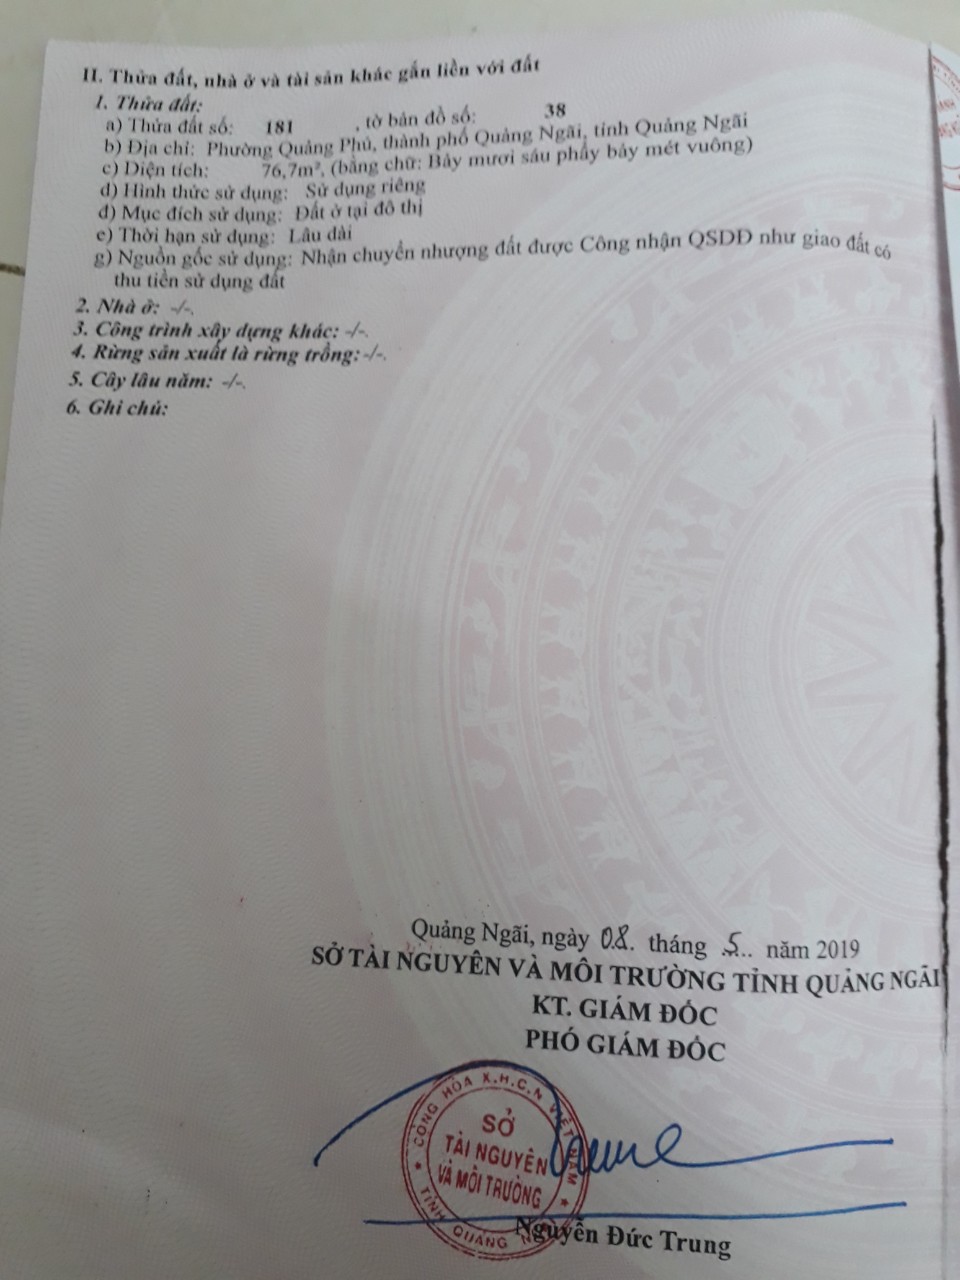 II. Thửa đất, nhà ở và tài sản khác gắn liền với đất
1. Thửa đất:
a) Thửa đất số: 181 , tờ bản đồ số: 38
b) Địa chỉ: Phường Quảng Phú, thành phố Quảng Ngãi, tỉnh Quảng Ngãi
c) Diện tích: 76,7m², (bằng chữ: Bảy mươi sáu phẩy bảy mét vuông)
d) Hình thức sử dụng: Sử dụng riêng
đ) Mục đích sử dụng: Đất ở tại đô thị
e) Thời hạn sử dụng: Lâu dài
g) Nguồn gốc sử dụng: Nhận chuyển nhượng đất được Công nhận QSDĐ như giao đất có
thu tiền sử dụng đất
2. Nhà ở: -/-.
3. Công trình xây dựng khác: -/-.
4. Rừng sản xuất là rừng trồng: -/-.
5. Cây lâu năm: -/-.
6. Ghi chú:
Quảng Ngãi, ngày 08. tháng 5.. năm 2019
SỞ TÀI NGUYÊN VÀ MÔI TRƯỜNG TỈNH QUẢNG NGÃI
KT. GIÁM ĐỐC
PHÓ GIÁM ĐỐC
CỘNG HÒA X.H.C.N VIỆT NAM
SỞ
TÀI NGUYÊN
VÀ MÔI TRƯỜNG
TỈNH QUẢNG
Nguyễn Đức Trung